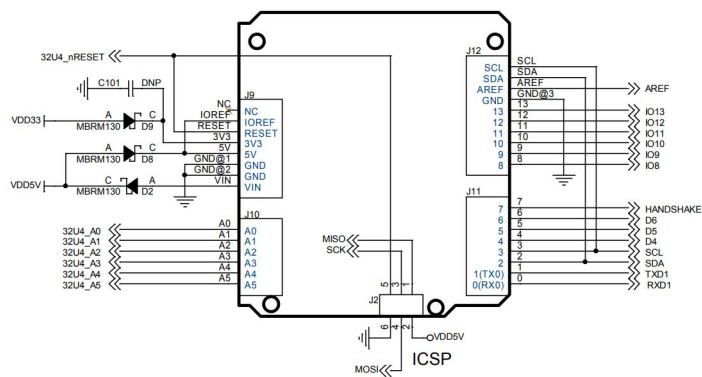 32U4_nRESET
C101 DNP
VDD33
A C
MBRM130 D9
A C
MBRM130 D8
VDD5V
C A
MBRM130 D2
J9
NC NC
IOREF IOREF
RESET RESET
3V3 3V3
5V 5V
GND@1 GND
GND@2 GND
VIN VIN
J10
32U4_A0 A0 A0
32U4_A1 A1 A1
32U4_A2 A2 A2
32U4_A3 A3 A3
32U4_A4 A4 A4
32U4_A5 A5 A5
J12
SCL SCL
SDA SDA
AREF AREF AREF
GND GND@3
13 13 IO13
12 12 IO12
11 11 IO11
10 10 IO10
9 9 IO9
8 8 IO8
J11
7 7 HANDSHAKE
6 6 D6
5 5 D5
4 4 D4
3 3 SCL
2 2 SDA
1(TX0) 1 TXD1
0(RX0) 0 RXD1
MISO
SCK
5 3 1
J2
6 4 2
VDD5V
ICSP
MOSI